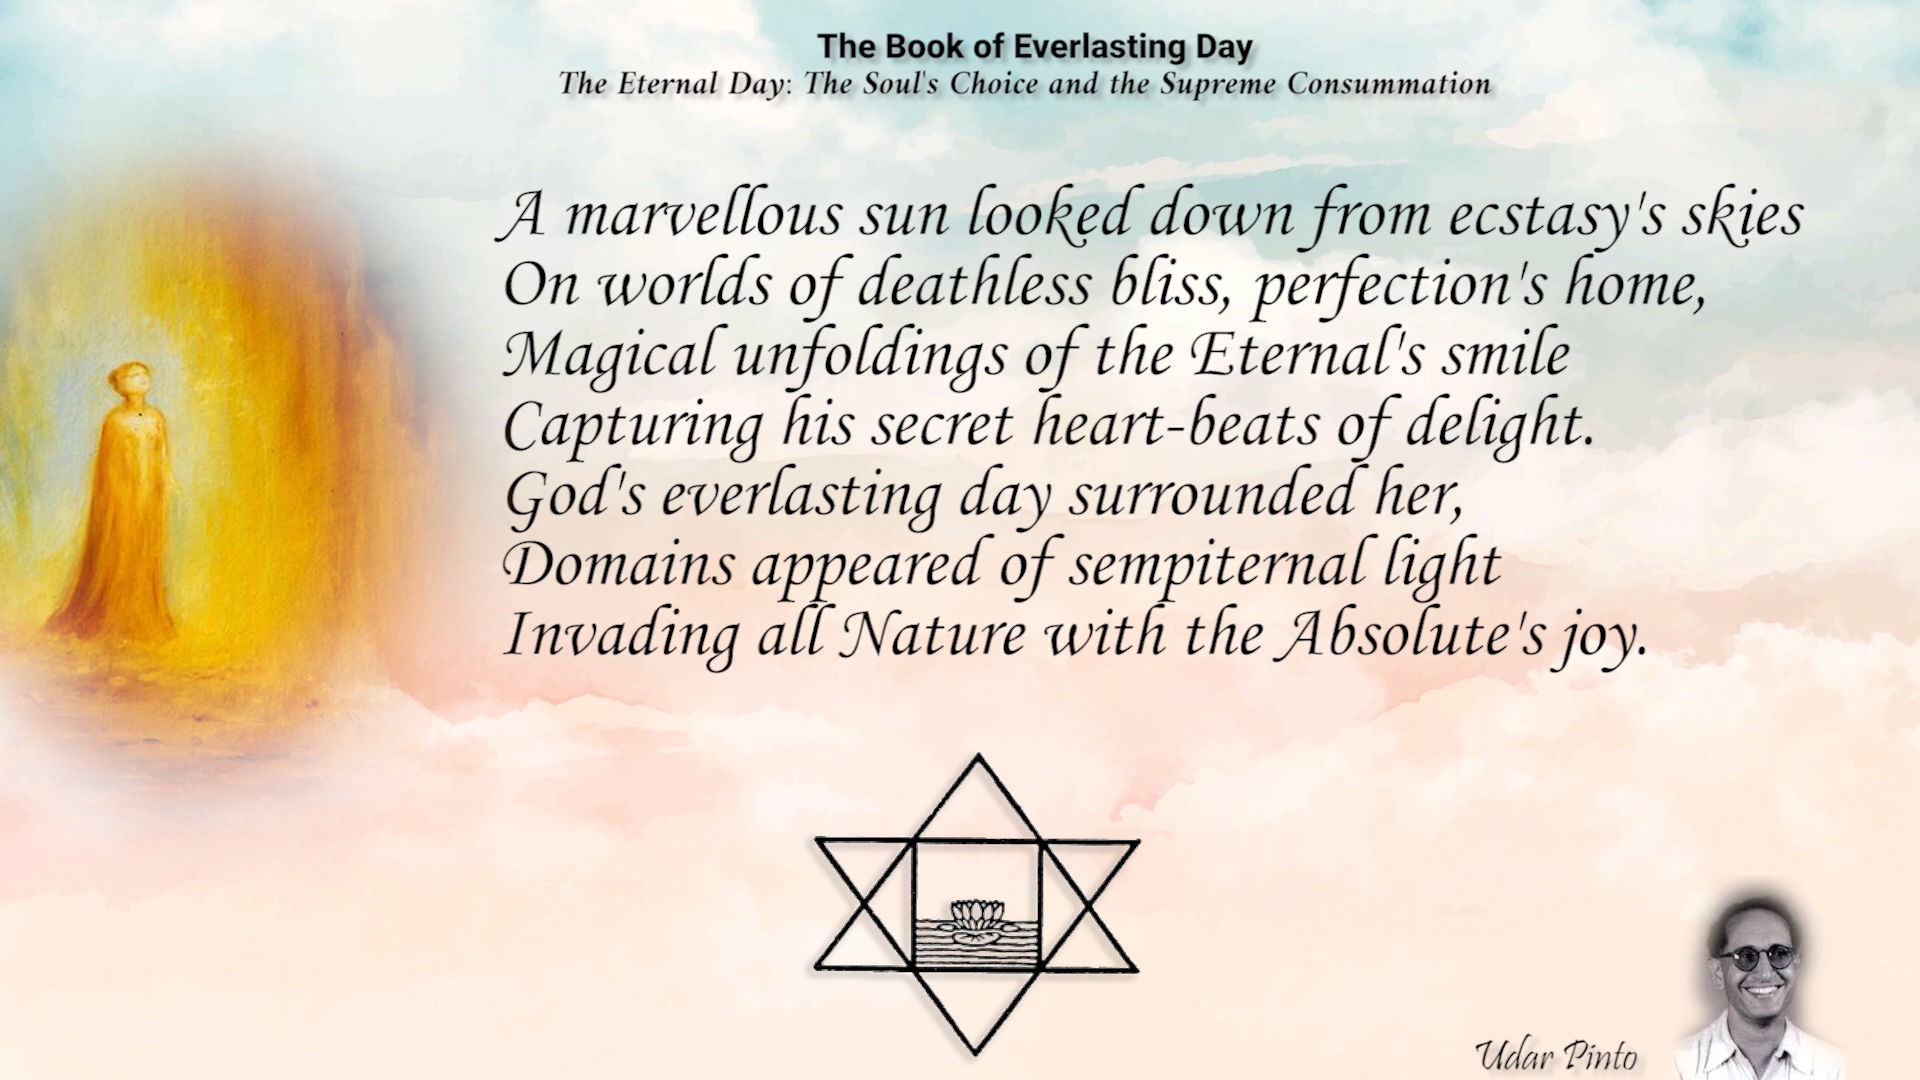 The Book of Everlasting Day
The Eternal Day: The Soul's Choice and the Supreme Consummation
A marvellous sun looked down from ecstasy's skies
On worlds of deathless bliss, perfection's home,
Magical unfoldings of the Eternal's smile
Capturing his secret heart-beats of delight.
God's everlasting day surrounded her,
Domains appeared of sempiternal light
Invading all Nature with the Absolute's joy.
Udar Pinto